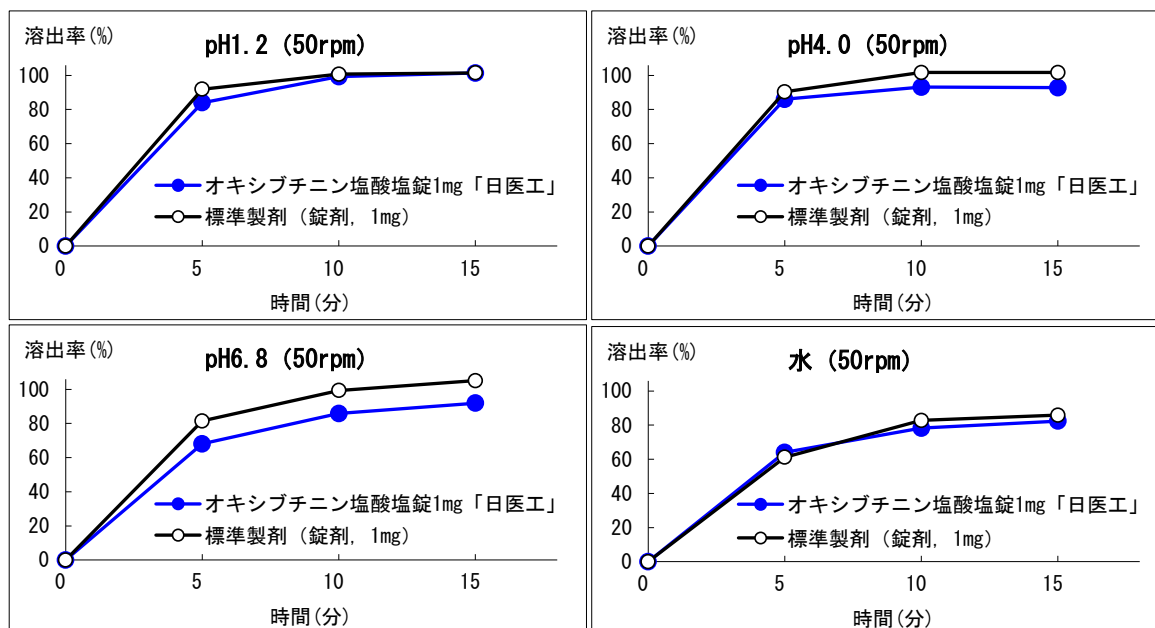 溶出率(%)
pH1.2 (50rpm)
100
80
60
40
20
0
オキシブチニン塩酸塩錠1mg「日医工」
標準製剤（錠剤, 1mg）
0 5 10 15
時間(分)
溶出率(%)
pH4.0 (50rpm)
100
80
60
40
20
0
オキシブチニン塩酸塩錠1mg「日医工」
標準製剤（錠剤, 1mg）
0 5 10 15
時間(分)
溶出率(%)
pH6.8 (50rpm)
100
80
60
40
20
0
オキシブチニン塩酸塩錠1mg「日医工」
標準製剤（錠剤, 1mg）
0 5 10 15
時間(分)
溶出率(%)
水 (50rpm)
100
80
60
40
20
0
オキシブチニン塩酸塩錠1mg「日医工」
標準製剤（錠剤, 1mg）
0 5 10 15
時間(分)